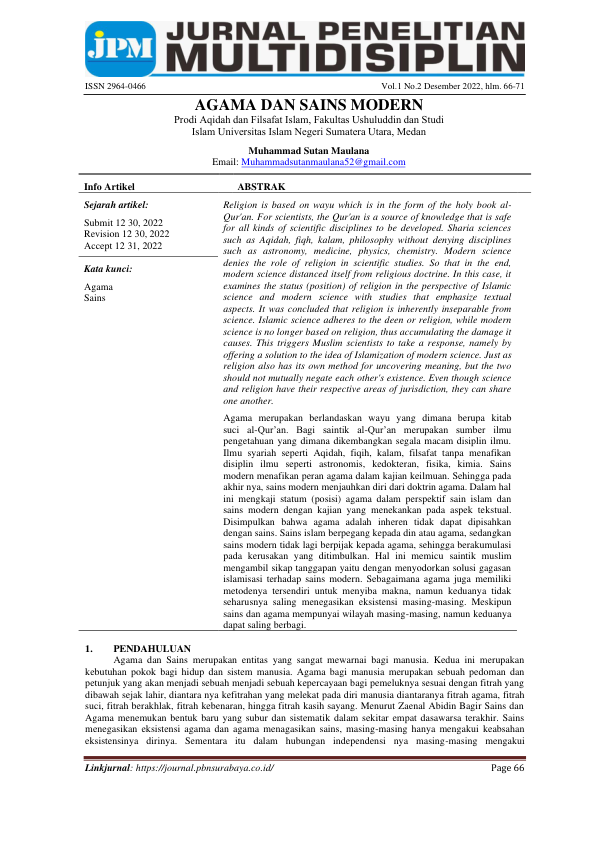 JPM
JURNAL PENELITIAN
MULTIDISIPLIN
ISSN 2964-0466 Vol.1 No.2 Desember 2022, hlm. 66-71
AGAMA DAN SAINS MODERN
Prodi Aqidah dan Filsafat Islam, Fakultas Ushuluddin dan Studi
Islam Universitas Islam Negeri Sumatera Utara, Medan
Muhammad Sutan Maulana
Email: Muhammadsutanmaulana52@gmail.com
Info Artikel ABSTRAK
Sejarah artikel:
Submit 12 30, 2022
Revision 12 30, 2022
Accept 12 31, 2022
Kata kunci:
Agama
Sains
Religion is based on wayu which is in the form of the holy book al-
Qur'an. For scientists, the Qur'an is a source of knowledge that is safe
for all kinds of scientific disciplines to be developed. Sharia sciences
such as Aqidah, fiqh, kalam, philosophy without denying disciplines
such as astronomy, medicine, physics, chemistry. Modern science
denies the role of religion in scientific studies. So that in the end,
modern science distanced itself from religious doctrine. In this case, it
examines the status (position) of religion in the perspective of Islamic
science and modern science with studies that emphasize textual
aspects. It was concluded that religion is inherently inseparable from
science. Islamic science adheres to the deen or religion, while modern
science is no longer based on religion, thus accumulating the damage it
causes. This triggers Muslim scientists to take a response, namely by
offering a solution to the idea of Islamization of modern science. Just as
religion also has its own method for uncovering meaning, but the two
should not mutually negate each other's existence. Even though science
and religion have their respective areas of jurisdiction, they can share
one another.
Agama merupakan berlandaskan wayu yang dimana berupa kitab
suci al-Qur'an. Bagi saintik al-Qur'an merupakan sumber ilmu
pengetahuan yang dimana dikembangkan segala macam disiplin ilmu.
Ilmu syariah seperti Aqidah, fiqih, kalam, filsafat tanpa menafikan
disiplin ilmu seperti astronomis, kedokteran, fisika, kimia. Sains
modern menafikan peran agama dalam kajian keilmuan. Sehingga pada
akhir nya, sains modern menjauhkan diri dari doktrin agama. Dalam hal
ini mengkaji statum (posisi) agama dalam perspektif sain islam dan
sains modern dengan kajian yang menekankan pada aspek tekstual.
Disimpulkan bahwa agama adalah inheren tidak dapat dipisahkan
dengan sains. Sains islam berpegang kepada din atau agama, sedangkan
sains modern tidak lagi berpijak kepada agama, sehingga berakumulasi
pada kerusakan yang ditimbulkan. Hal ini memicu saintik muslim
mengambil sikap tanggapan yaitu dengan menyodorkan solusi gagasan
islamisasi terhadap sains modern. Sebagaimana agama juga memiliki
metodenya tersendiri untuk menyiba makna, namun keduanya tidak
seharusnya saling menegasikan eksistensi masing-masing. Meskipun
sains dan agama mempunyai wilayah masing-masing, namun keduanya
dapat saling berbagi.
1. PENDAHULUAN
Agama dan Sains merupakan entitas yang sangat mewarnai bagi manusia. Kedua ini merupakan
kebutuhan pokok bagi hidup dan sistem manusia. Agama bagi manusia merupakan sebuah pedoman dan
petunjuk yang akan menjadi sebuah menjadi sebuah kepercayaan bagi pemeluknya sesuai dengan fitrah yang
dibawah sejak lahir, diantara nya kefitrahan yang melekat pada diri manusia diantaranya fitrah agama, fitrah
suci, fitrah berakhlak, fitrah kebenaran, hingga fitrah kasih sayang. Menurut Zaenal Abidin Bagir Sains dan
Agama menemukan bentuk baru yang subur dan sistematik dalam sekitar empat dasawarsa terakhir. Sains
menegasikan eksistensi agama dan agama menagasikan sains, masing-masing hanya mengakui keabsahan
eksistensinya dirinya. Sementara itu dalam hubungan independensi nya masing-masing mengakui
Linkjurnal: https://journal.pbnsurabaya.co.id/ Page 66